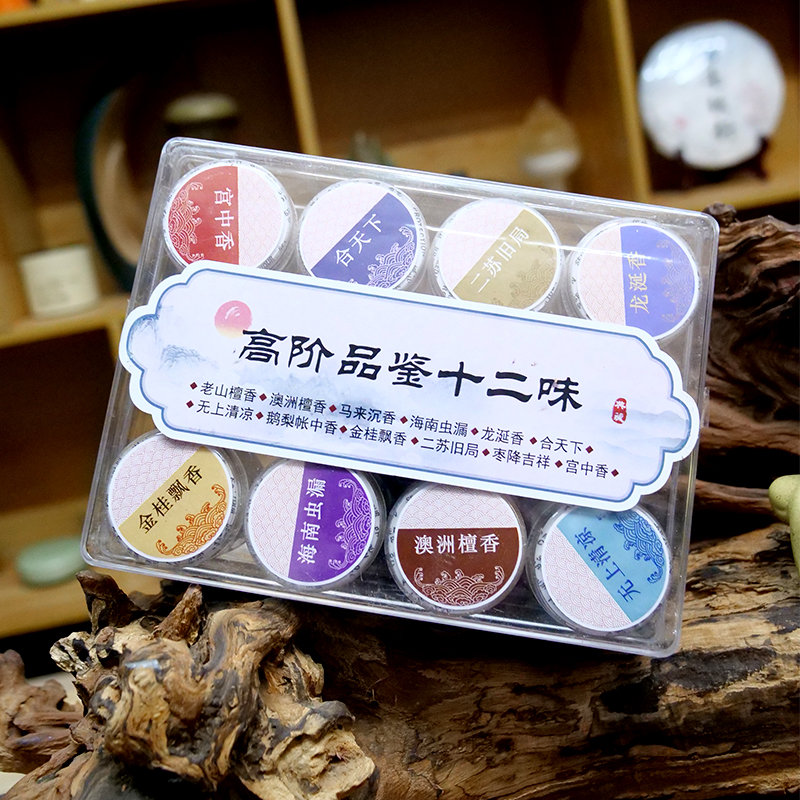 宫中香
合天下
二苏旧局
龙涎香
高阶品鉴十二味
老山檀香◆澳洲檀香◆马来沉香◆海南虫漏◆龙涎香◆合天下◆
◆无上清凉◆鹅梨帐中香◆金桂飘香◆二苏旧局◆枣降吉祥◆宫中香◆
金桂飘香
海南虫漏
澳洲檀香
无上清凉